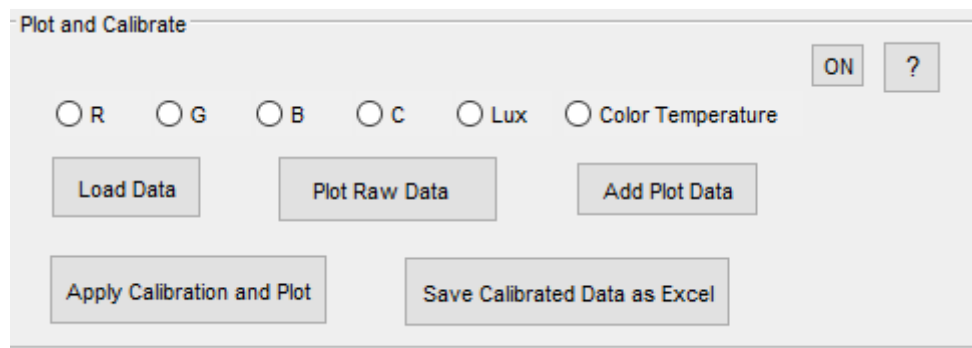 Plot and Calibrate
ON ?
R G B C Lux Color Temperature
Load Data Plot Raw Data Add Plot Data
Apply Calibration and Plot Save Calibrated Data as Excel